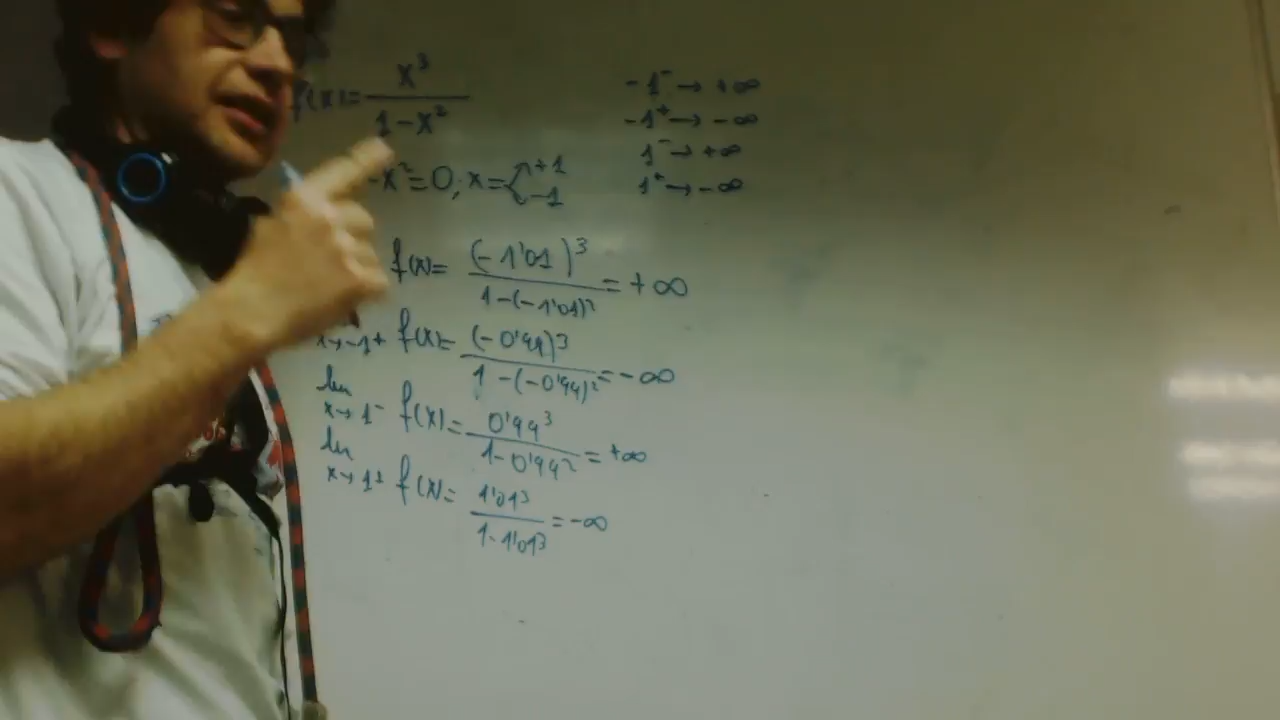 f(x)= x³/(1-x²)
-x²=0, x=< +1 -1
f(x)= (-1'01)³/(1-(-1'01)²) = +∞
x→-1⁺ f(x)= (-0'99)³/(1-(-0'99)²) = -∞
lim x→1⁻ f(x)= 0'99³/(1-0'99²) = +∞
lim x→1⁺ f(x)= 1'01³/(1-1'01³) = -∞
-1⁻→+∞
-1⁺→-∞
1⁻→+∞
1⁺→-∞